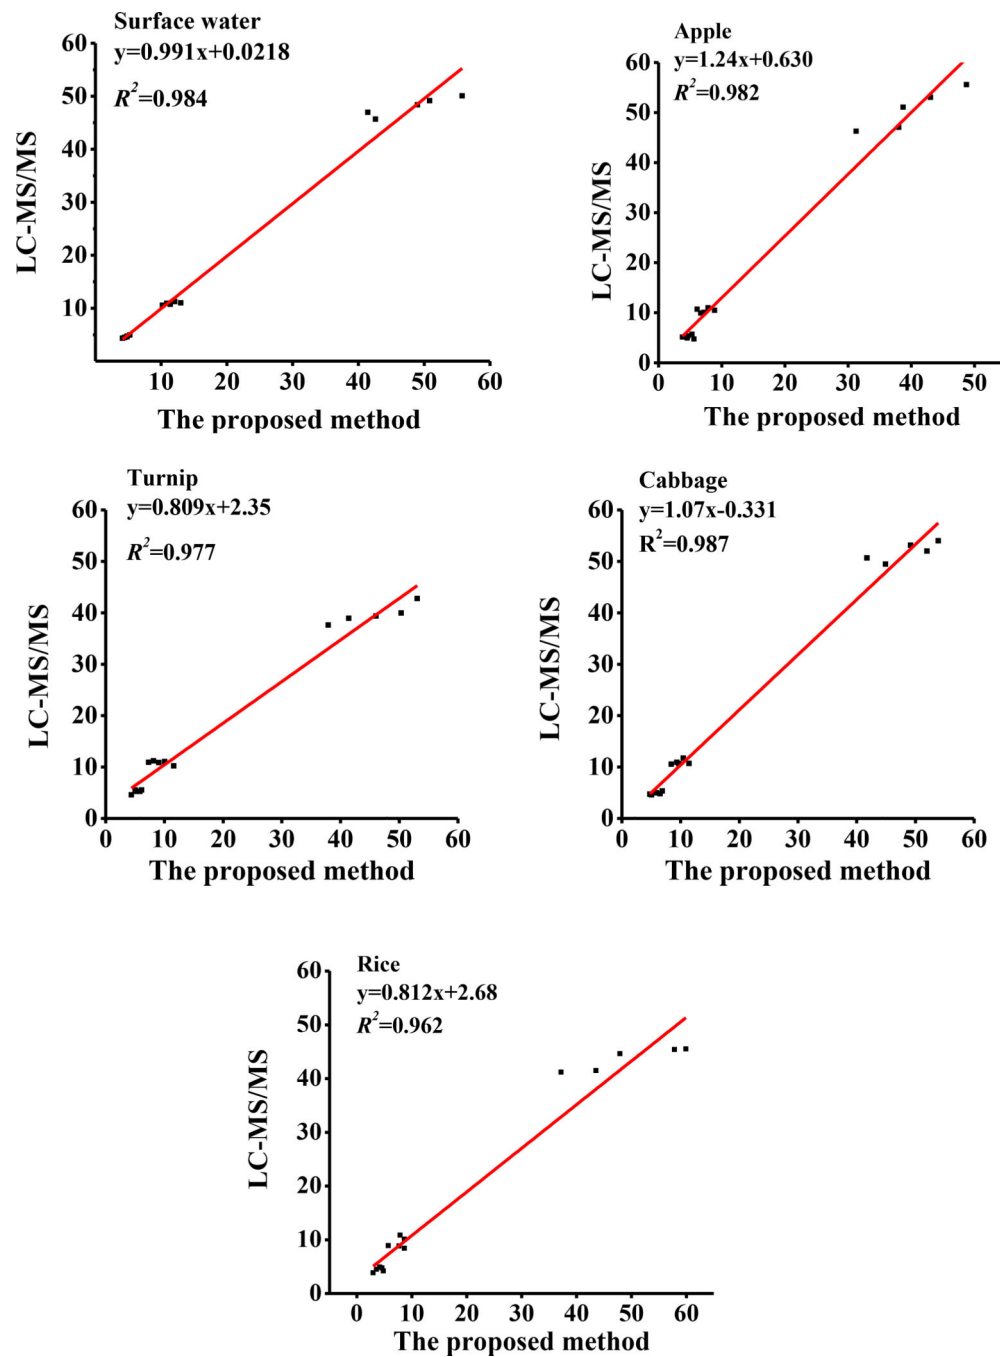 Surface water
y=0.991x+0.0218
R²=0.984
60
50
40
30
20
10
LC-MS/MS
10 20 30 40 50 60
The proposed method
Apple
y=1.24x+0.630
R²=0.982
60
50
40
30
20
10
0
LC-MS/MS
0 10 20 30 40 50
The proposed method
Turnip
y=0.809x+2.35
R²=0.977
60
50
40
30
20
10
0
LC-MS/MS
0 10 20 30 40 50 60
The proposed method
Cabbage
y=1.07x-0.331
R²=0.987
60
50
40
30
20
10
0
LC-MS/MS
0 10 20 30 40 50 60
The proposed method
Rice
y=0.812x+2.68
R²=0.962
60
50
40
30
20
10
0
LC-MS/MS
0 10 20 30 40 50 60
The proposed method